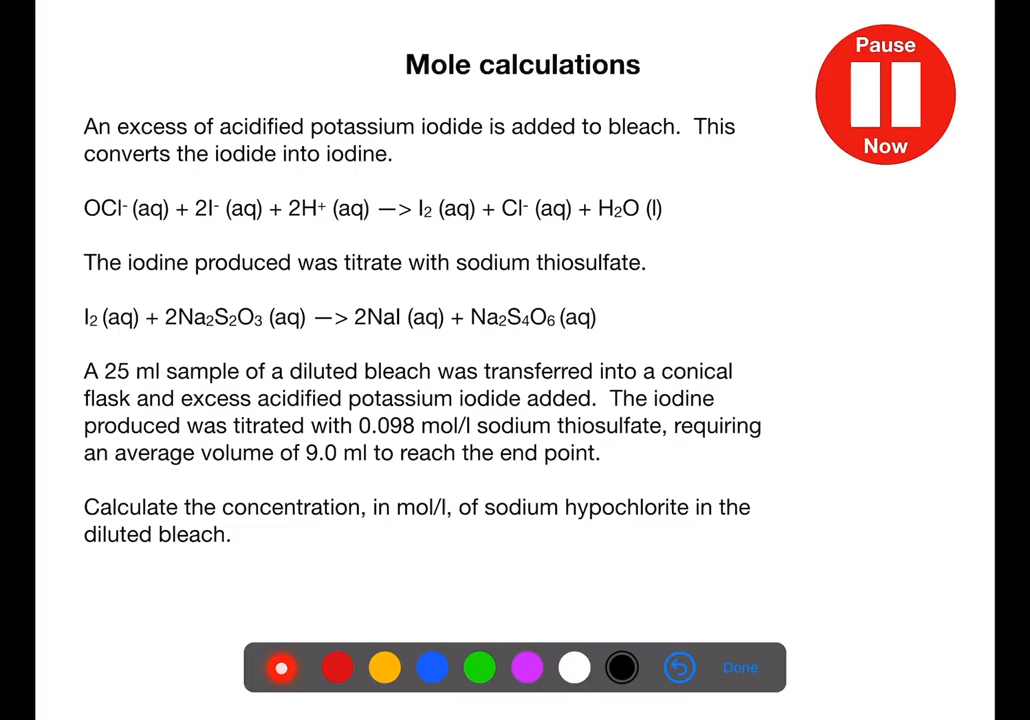 Pause
Now
Mole calculations
An excess of acidified potassium iodide is added to bleach. This
converts the iodide into iodine.
OCl⁻ (aq) + 2I⁻ (aq) + 2H⁺ (aq) —> I₂ (aq) + Cl⁻ (aq) + H₂O (l)
The iodine produced was titrate with sodium thiosulfate.
I₂ (aq) + 2Na₂S₂O₃ (aq) —> 2NaI (aq) + Na₂S₄O₆ (aq)
A 25 ml sample of a diluted bleach was transferred into a conical
flask and excess acidified potassium iodide added. The iodine
produced was titrated with 0.098 mol/l sodium thiosulfate, requiring
an average volume of 9.0 ml to reach the end point.
Calculate the concentration, in mol/l, of sodium hypochlorite in the
diluted bleach.
Done